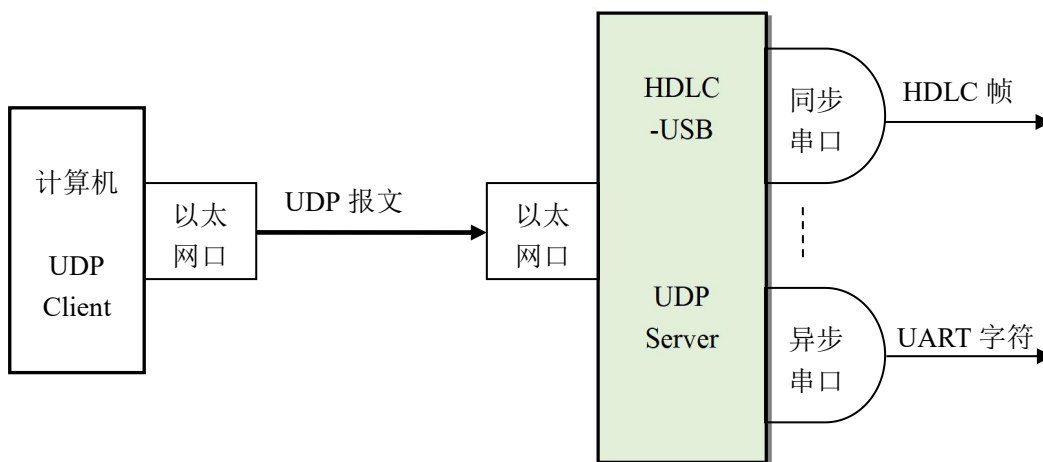 计算机
UDP
Client
以太
网口
UDP 报文
以太
网口
HDLC
-USB
UDP
Server
同步
串口
HDLC 帧
异步
串口
UART 字符